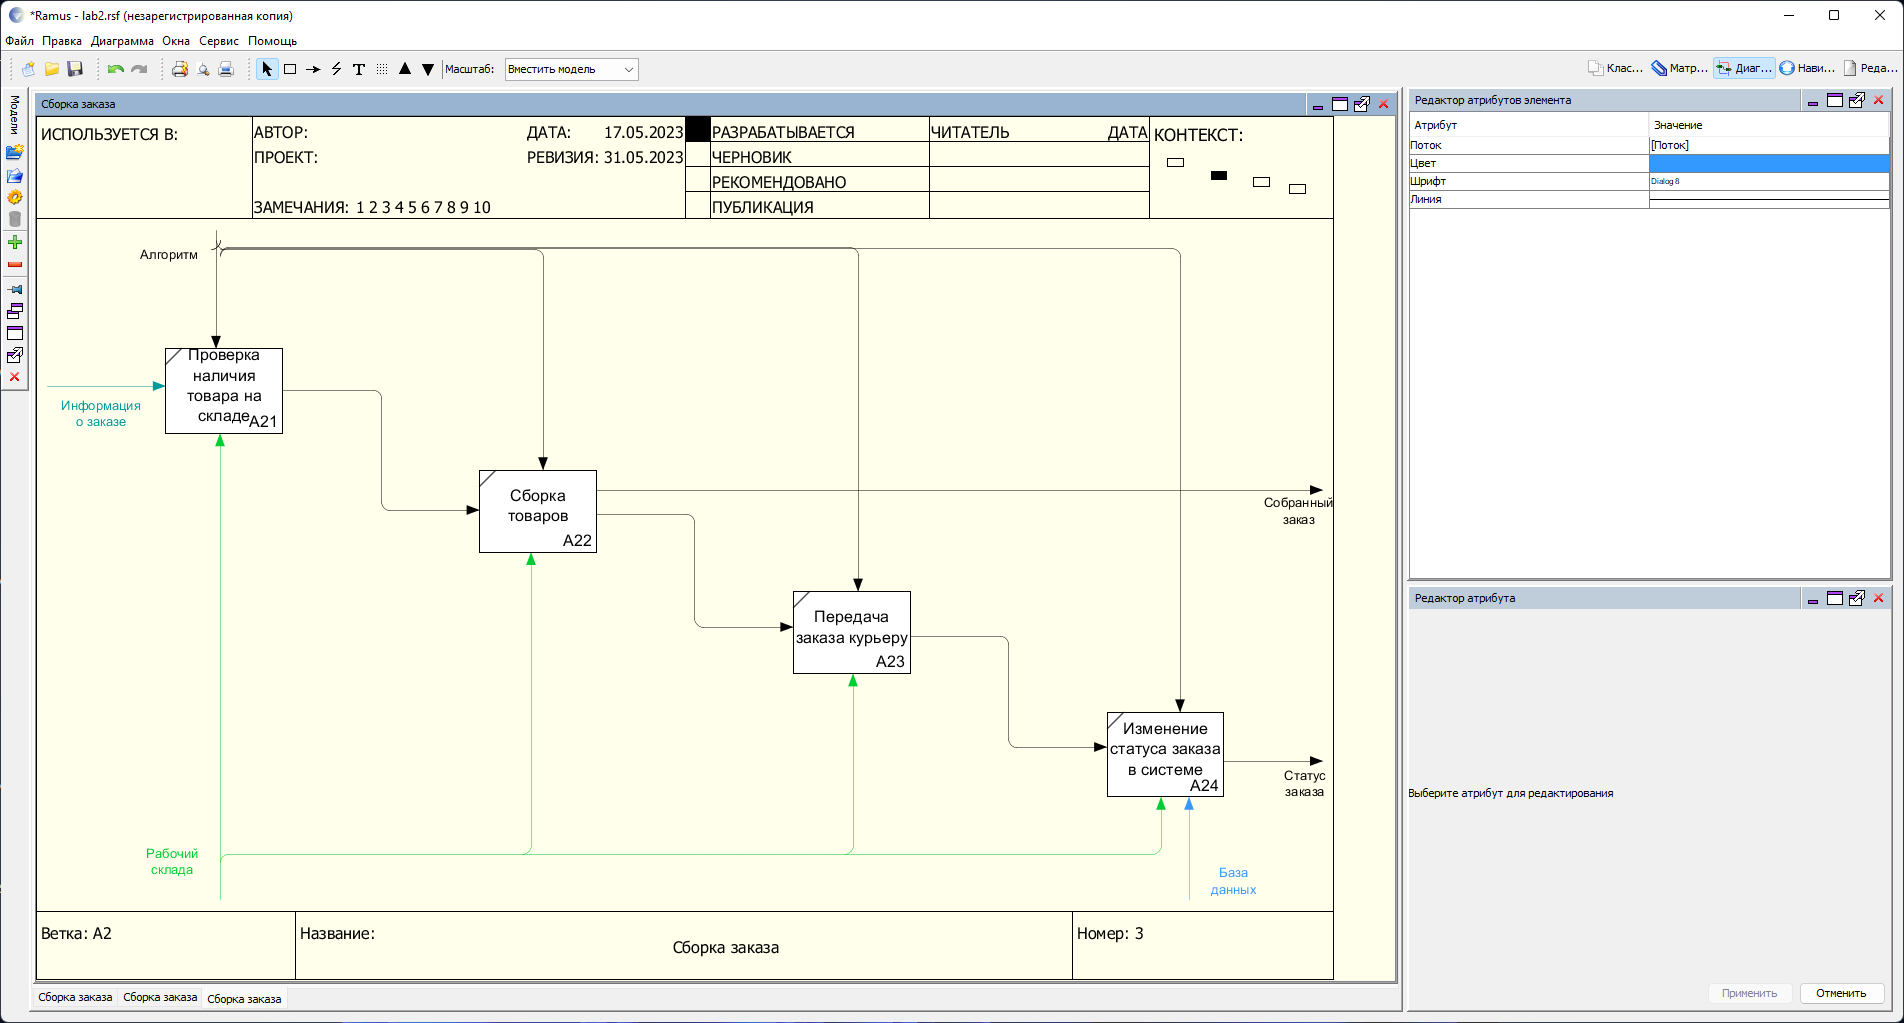 *Ramus - lab2.rsf (незарегистрированная копия)
Файл Правка Диаграмма Окна Сервис Помощь
Масштаб: Вместить модель
Клас... Матр... Диаг... Нави... Реда...
Модели
Сборка заказа
ИСПОЛЬЗУЕТСЯ В:
АВТОР:
ДАТА: 17.05.2023
ПРОЕКТ:
РЕВИЗИЯ: 31.05.2023
ЗАМЕЧАНИЯ: 1 2 3 4 5 6 7 8 9 10
РАЗРАБАТЫВАЕТСЯ
ЧЕРНОВИК
РЕКОМЕНДОВАНО
ПУБЛИКАЦИЯ
ЧИТАТЕЛЬ
ДАТА
КОНТЕКСТ:
Алгоритм
Проверка
наличия
товара на
складе
A21
Информация
о заказе
Сборка
товаров
A22
Собранный
заказ
Передача
заказа курьеру
A23
Изменение
статуса заказа
в системе
A24
Статус
заказа
Рабочий
склада
База
данных
Ветка: A2
Название:
Сборка заказа
Номер: 3
Сборка заказа Сборка заказа Сборка заказа
Редактор атрибутов элемента
Атрибут Значение
Поток [Поток]
Цвет
Шрифт Dialog 8
Линия
Редактор атрибута
Выберите атрибут для редактирования
Применить Отменить